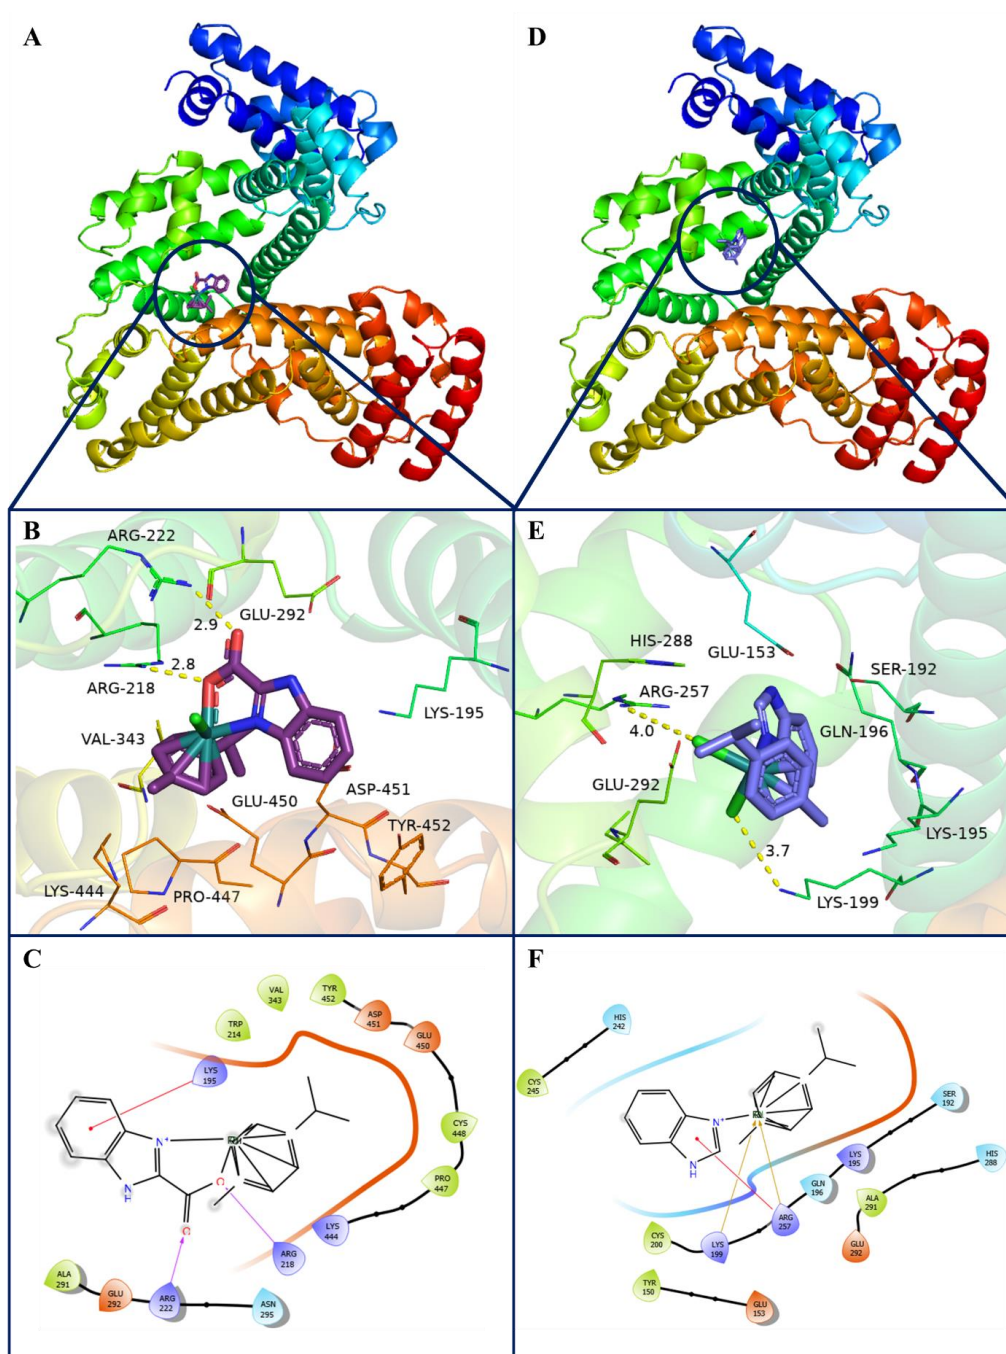 A
D
B
ARG-222
GLU-292
2.9
2.8
ARG-218
LYS-195
VAL-343
GLU-450
ASP-451
TYR-452
LYS-444
PRO-447
E
HIS-288
GLU-153
SER-192
ARG-257
GLN-196
4.0
GLU-292
LYS-195
3.7
LYS-199
C
VAL
343
TYR
452
ASP
451
TRP
214
GLU
450
LYS
195
CYS
448
N+
NH
O
O
PRO
447
LYS
444
ARG
218
ALA
291
GLU
292
ARG
222
ASN
295
F
HIS
242
CYS
245
SER
192
N+
NH
LYS
195
HIS
288
GLN
196
ALA
291
ARG
257
CYS
200
LYS
199
GLU
292
TYR
150
GLU
153